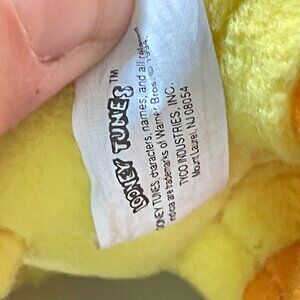 LOONEY TUNES™
LOONEY TUNES, characters, names, and all related
indicia are trademarks of Warner Bros. © 1994.
TYCO INDUSTRIES, INC.
Mount Laurel, NJ 08054